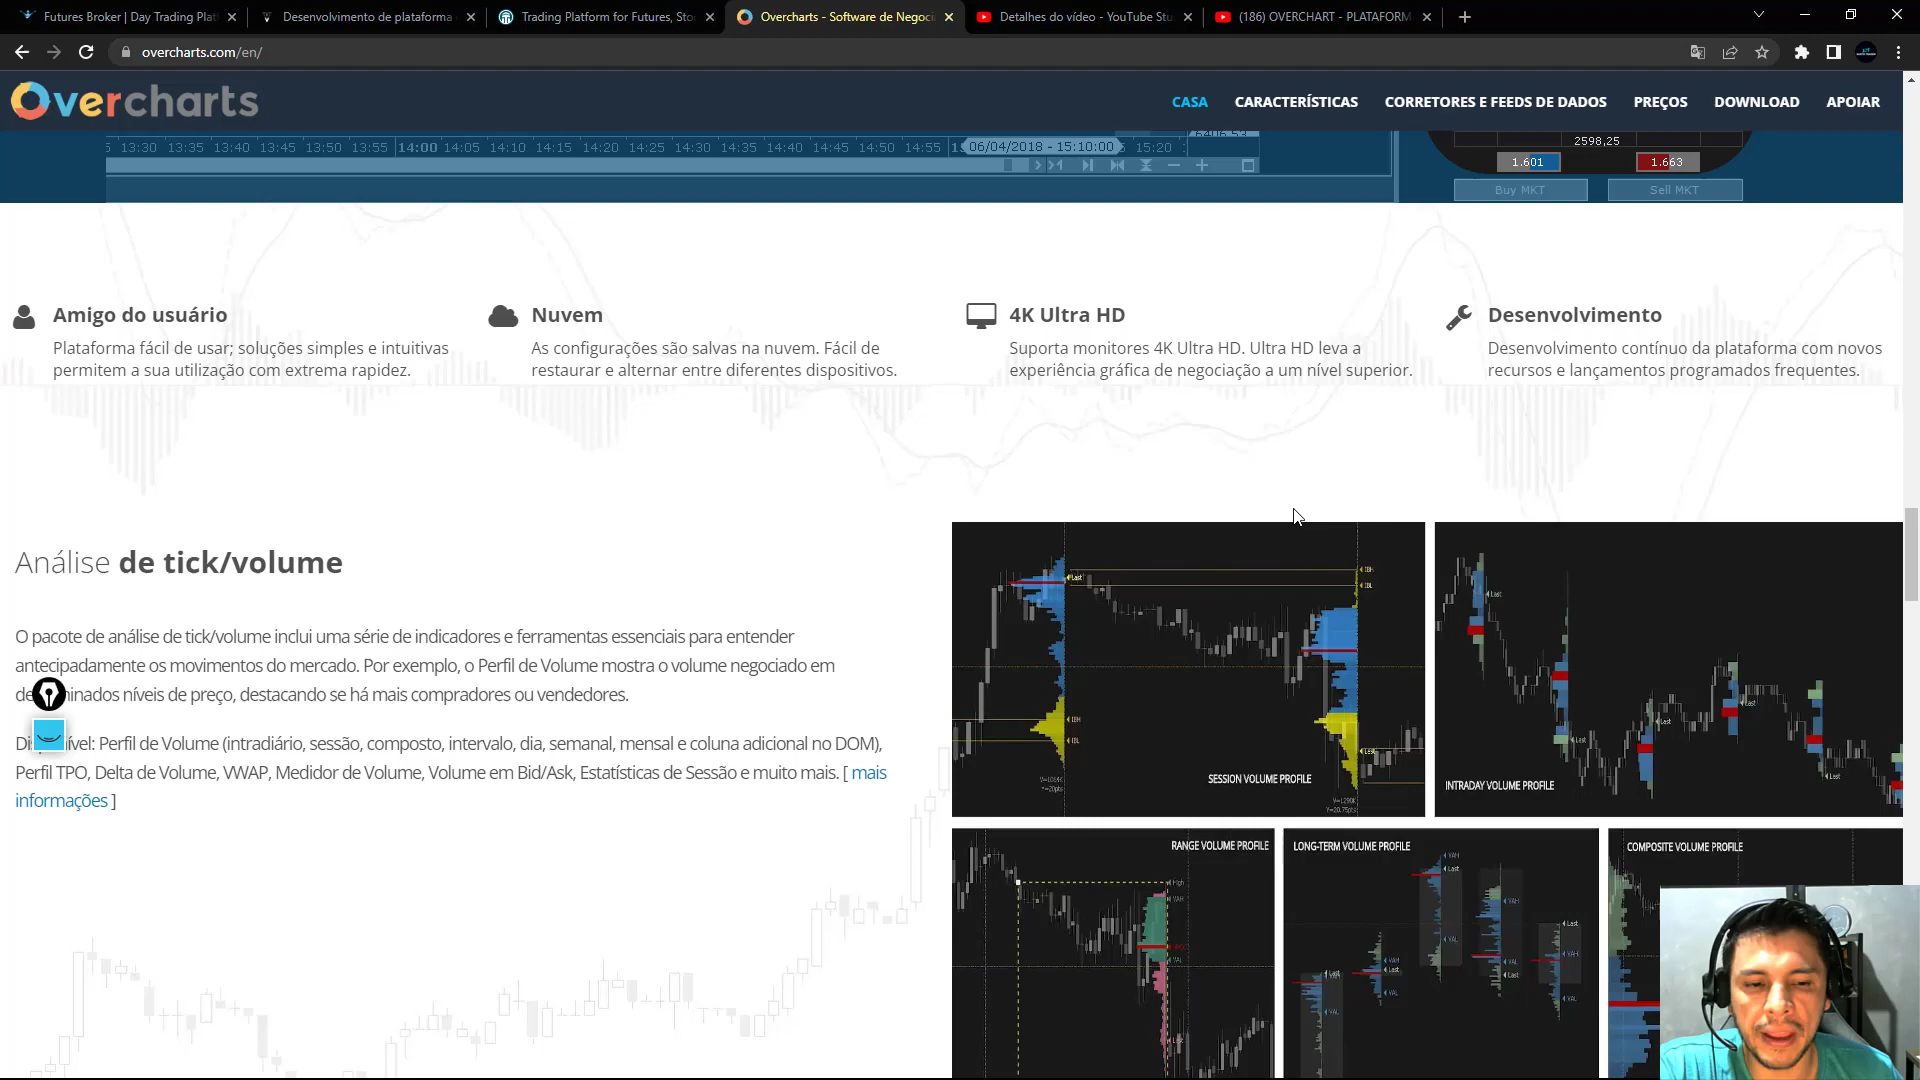 Futures Broker | Day Trading Plat
Desenvolvimento de plataforma
Trading Platform for Futures, Sto
Overcharts - Software de Negoci
Detalhes do vídeo - YouTube Stu
(186) OVERCHART - PLATAFORM
overcharts.com/en/
Overcharts
CASA
CARACTERÍSTICAS
CORRETORES E FEEDS DE DADOS
PREÇOS
DOWNLOAD
APOIAR
13:30 13:35 13:40 13:45 13:50 13:55 14:00 14:05 14:10 14:15 14:20 14:25 14:30 14:35 14:40 14:45 14:50 14:55 06/04/2018 - 15:10:00 15:20
2598,25
1.601
1.663
Buy MKT
Sell MKT
Amigo do usuário
Plataforma fácil de usar; soluções simples e intuitivas
permitem a sua utilização com extrema rapidez.
Nuvem
As configurações são salvas na nuvem. Fácil de
restaurar e alternar entre diferentes dispositivos.
4K Ultra HD
Suporta monitores 4K Ultra HD. Ultra HD leva a
experiência gráfica de negociação a um nível superior.
Desenvolvimento
Desenvolvimento contínuo da plataforma com novos
recursos e lançamentos programados frequentes.
Análise de tick/volume
O pacote de análise de tick/volume inclui uma série de indicadores e ferramentas essenciais para entender
antecipadamente os movimentos do mercado. Por exemplo, o Perfil de Volume mostra o volume negociado em
níveis de preço, destacando se há mais compradores ou vendedores.
Perfil de Volume (intradiário, sessão, composto, intervalo, dia, semanal, mensal e coluna adicional no DOM),
Perfil TPO, Delta de Volume, VWAP, Medidor de Volume, Volume em Bid/Ask, Estatísticas de Sessão e muito mais. [ mais
informações ]
SESSION VOLUME PROFILE
INTRADAY VOLUME PROFILE
RANGE VOLUME PROFILE
LONG-TERM VOLUME PROFILE
COMPOSITE VOLUME PROFILE